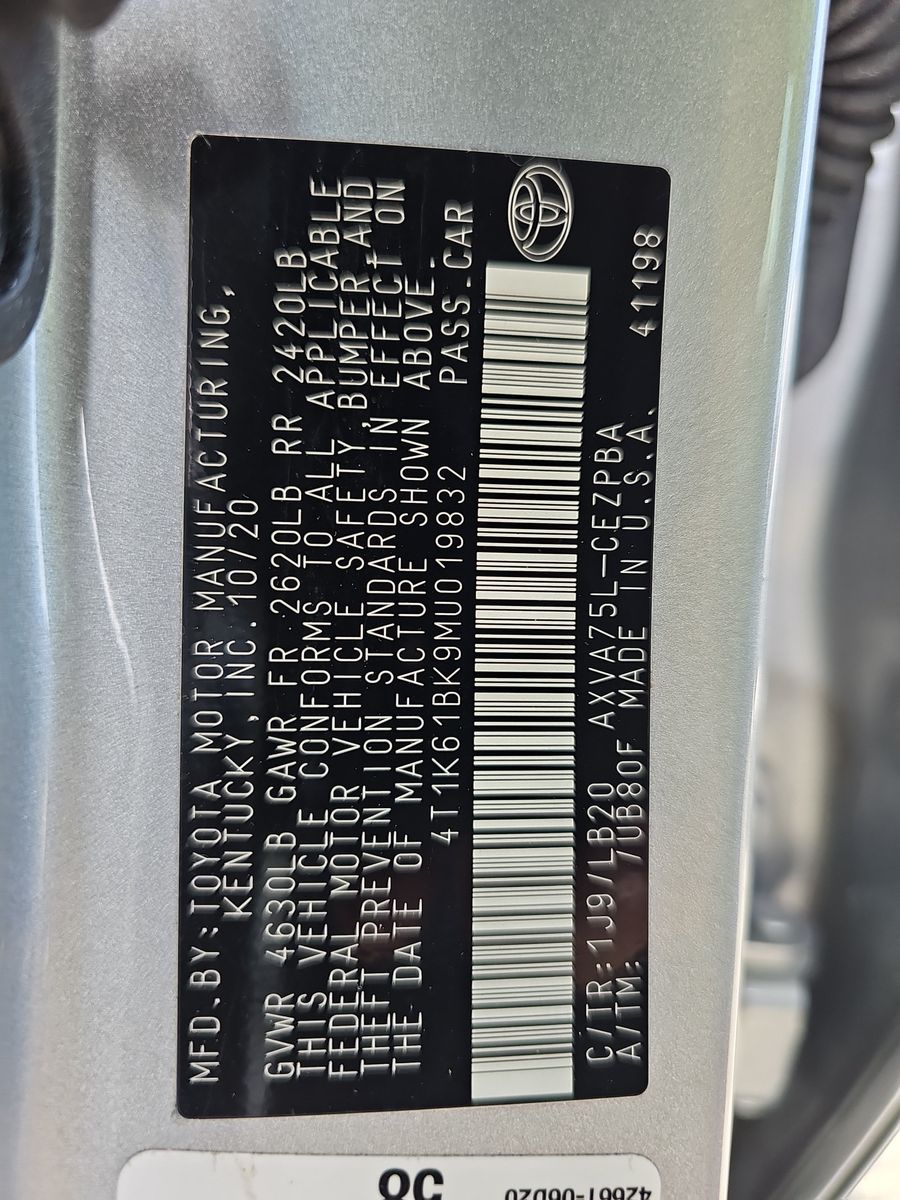 MFD.BY:TOYOTA MOTOR MANUFACTURING,
KENTUCKY, INC. 10/20
GVWR 4630LB GAWR FR 2620LB RR 2420LB
THIS VEHICLE CONFORMS TO ALL APPLICABLE
FEDERAL MOTOR VEHICLE SAFETY, BUMPER AND
THEFT PREVENTION STANDARDS IN EFFECT ON
THE DATE OF MANUFACTURE SHOWN ABOVE.
4T1K61BK9MU019832 PASS.CAR
C/TR:1J9/LB20 AXVA75L-CEZPBA
A/TM: 7UB80F MADE IN U.S.A. 41198
42661-06D20